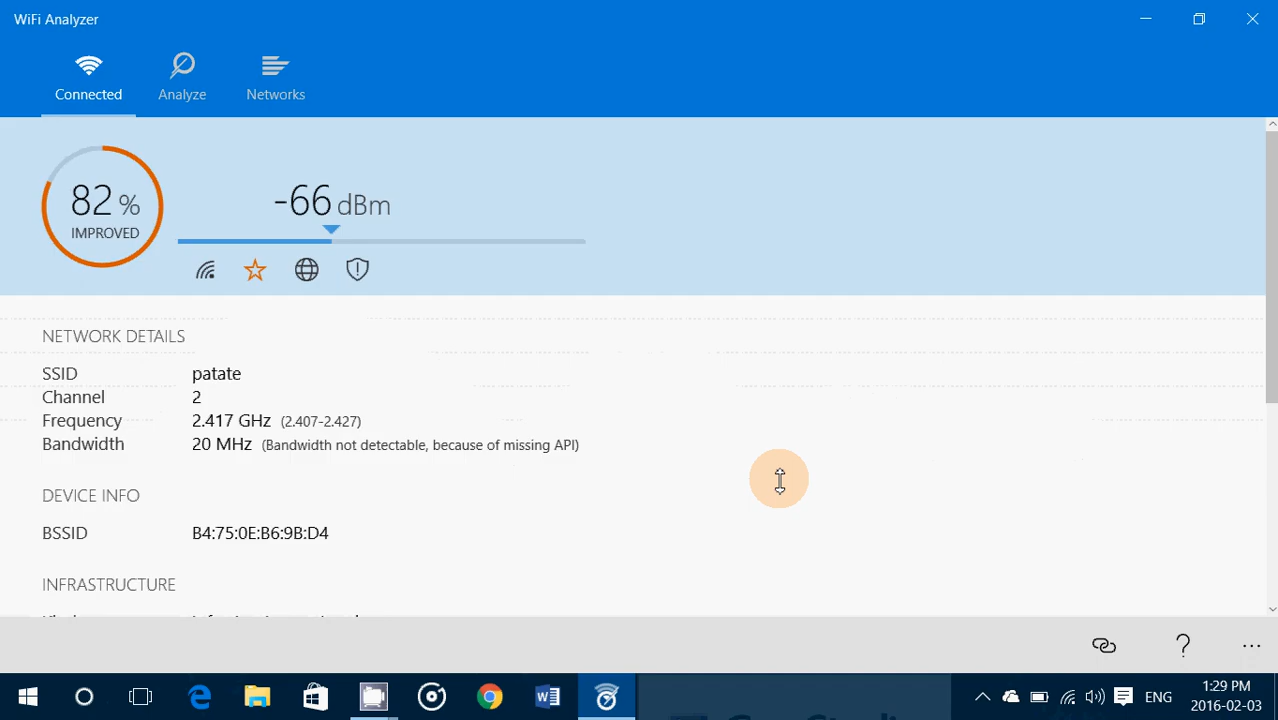 WiFi Analyzer
Connected Analyze Networks
82 % -66 dBm
IMPROVED
NETWORK DETAILS
SSID patate
Channel 2
Frequency 2.417 GHz (2.407-2.427)
Bandwidth 20 MHz (Bandwidth not detectable, because of missing API)
DEVICE INFO
BSSID B4:75:0E:B6:9B:D4
INFRASTRUCTURE
ENG
1:29 PM
2016-02-03